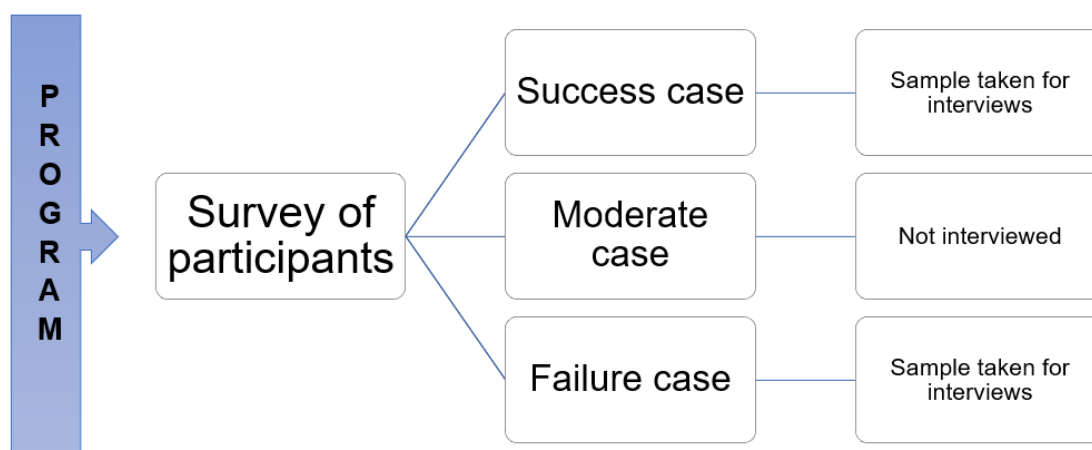 PROGRAM
Survey of
participants
Success case
Sample taken for
interviews
Moderate
case
Not interviewed
Failure case
Sample taken for
interviews